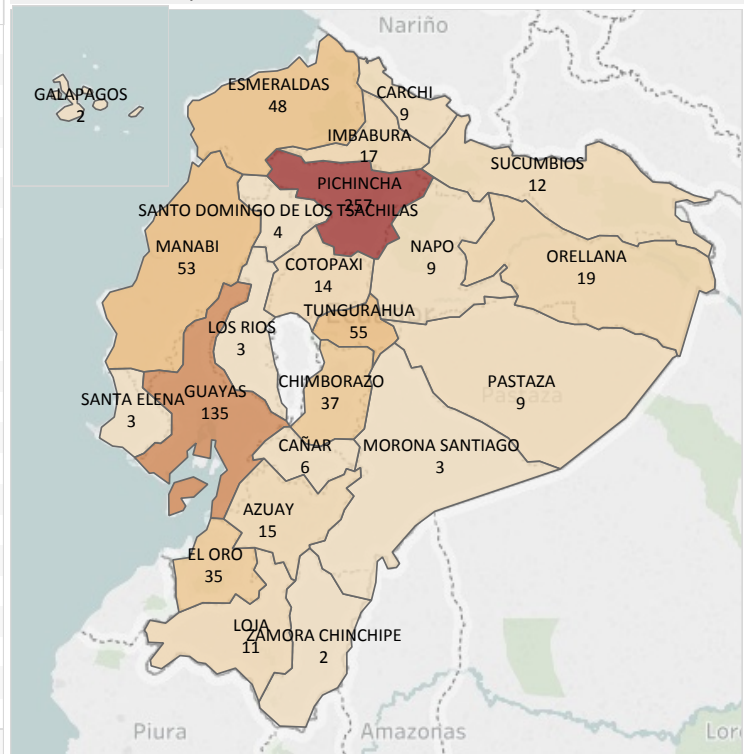 Nariño
GALAPAGOS
2
ESMERALDAS
48
CARCHI
9
IMBABURA
17
SUCUMBIOS
12
PICHINCHA
257
SANTO DOMINGO DE LOS TSACHILAS
4
MANABI
53
NAPO
9
ORELLANA
19
COTOPAXI
14
Ecuador
TUNGURAHUA
55
LOS RIOS
3
CHIMBORAZO
37
PASTAZA
Pastaza
9
SANTA ELENA
3
GUAYAS
135
CAÑAR
6
MORONA SANTIAGO
3
AZUAY
15
EL ORO
35
LOJA
11
ZAMORA CHINCHIPE
2
Piura
Amazonas